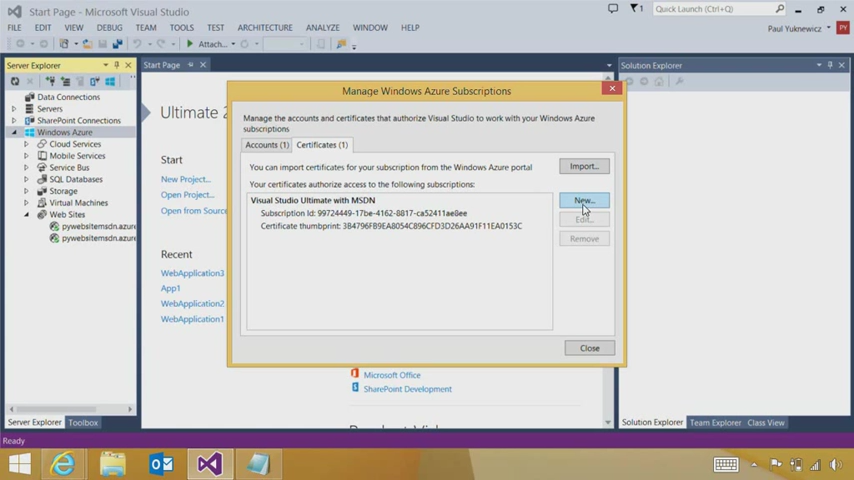 Start Page - Microsoft Visual Studio
1
Quick Launch (Ctrl+Q)
FILE EDIT VIEW DEBUG TEAM TOOLS TEST ARCHITECTURE ANALYZE WINDOW HELP
Paul Yuknewicz PY
Attach...
Server Explorer
Start Page
Solution Explorer
Data Connections
Servers
SharePoint Connections
Windows Azure
Cloud Services
Mobile Services
Service Bus
SQL Databases
Storage
Virtual Machines
Web Sites
pywebsitemsdn.azure
pywebsitemsdn.azure
Ultimate 2
Start
New Project...
Open Project...
Open from Source
Recent
WebApplication3
App1
WebApplication2
WebApplication1
Manage Windows Azure Subscriptions
Manage the accounts and certificates that authorize Visual Studio to work with your Windows Azure
subscriptions
Accounts (1) Certificates (1)
You can import certificates for your subscription from the Windows Azure portal
Import...
Your certificates authorize access to the following subscriptions:
Visual Studio Ultimate with MSDN
Subscription Id: 99724449-17be-4162-8817-ca52411ae8ee
Certificate thumbprint: 3B4796FB9EA8054C896CFD3D26AA91F11EA0153C
New...
Edit...
Remove
Close
Microsoft Office
SharePoint Development
Server Explorer Toolbox
Solution Explorer Team Explorer Class View
Ready